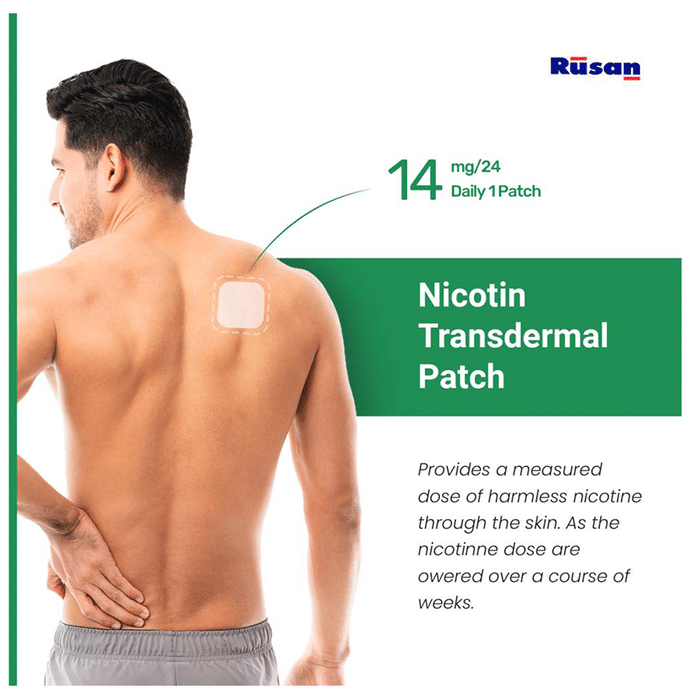 Rusan
14 mg/24
Daily 1 Patch
Nicotin
Transdermal
Patch
Provides a measured
dose of harmless nicotine
through the skin. As the
nicotinne dose are
owered over a course of
weeks.